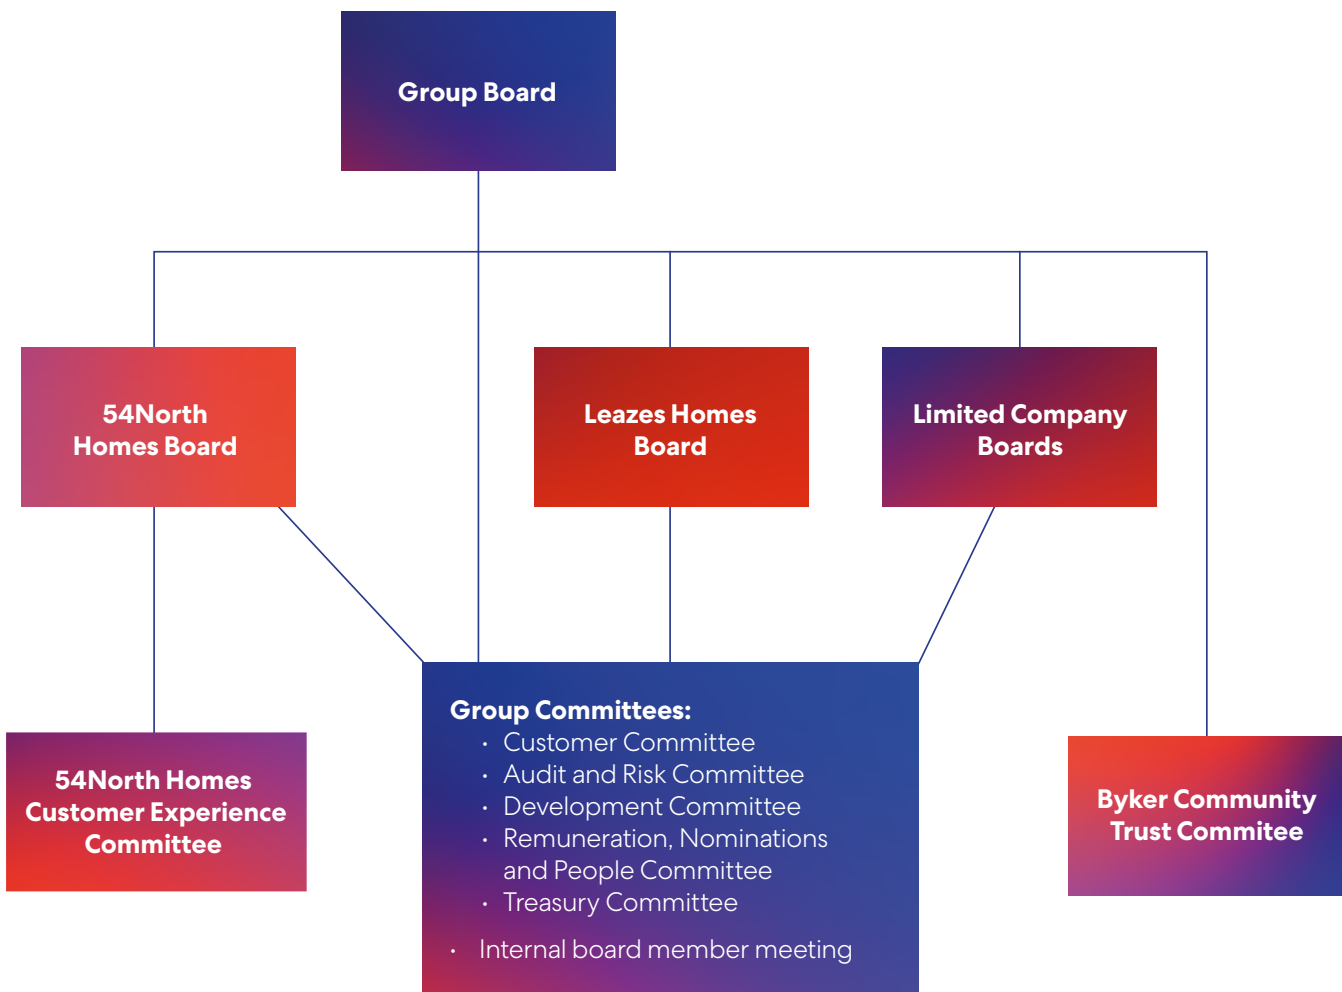 Group Board
54North
Homes Board
Leazes Homes
Board
Limited Company
Boards
54North Homes
Customer Experience
Committee
Group Committees:
· Customer Committee
· Audit and Risk Committee
· Development Committee
· Remuneration, Nominations
and People Committee
· Treasury Committee
· Internal board member meeting
Byker Community
Trust Commitee